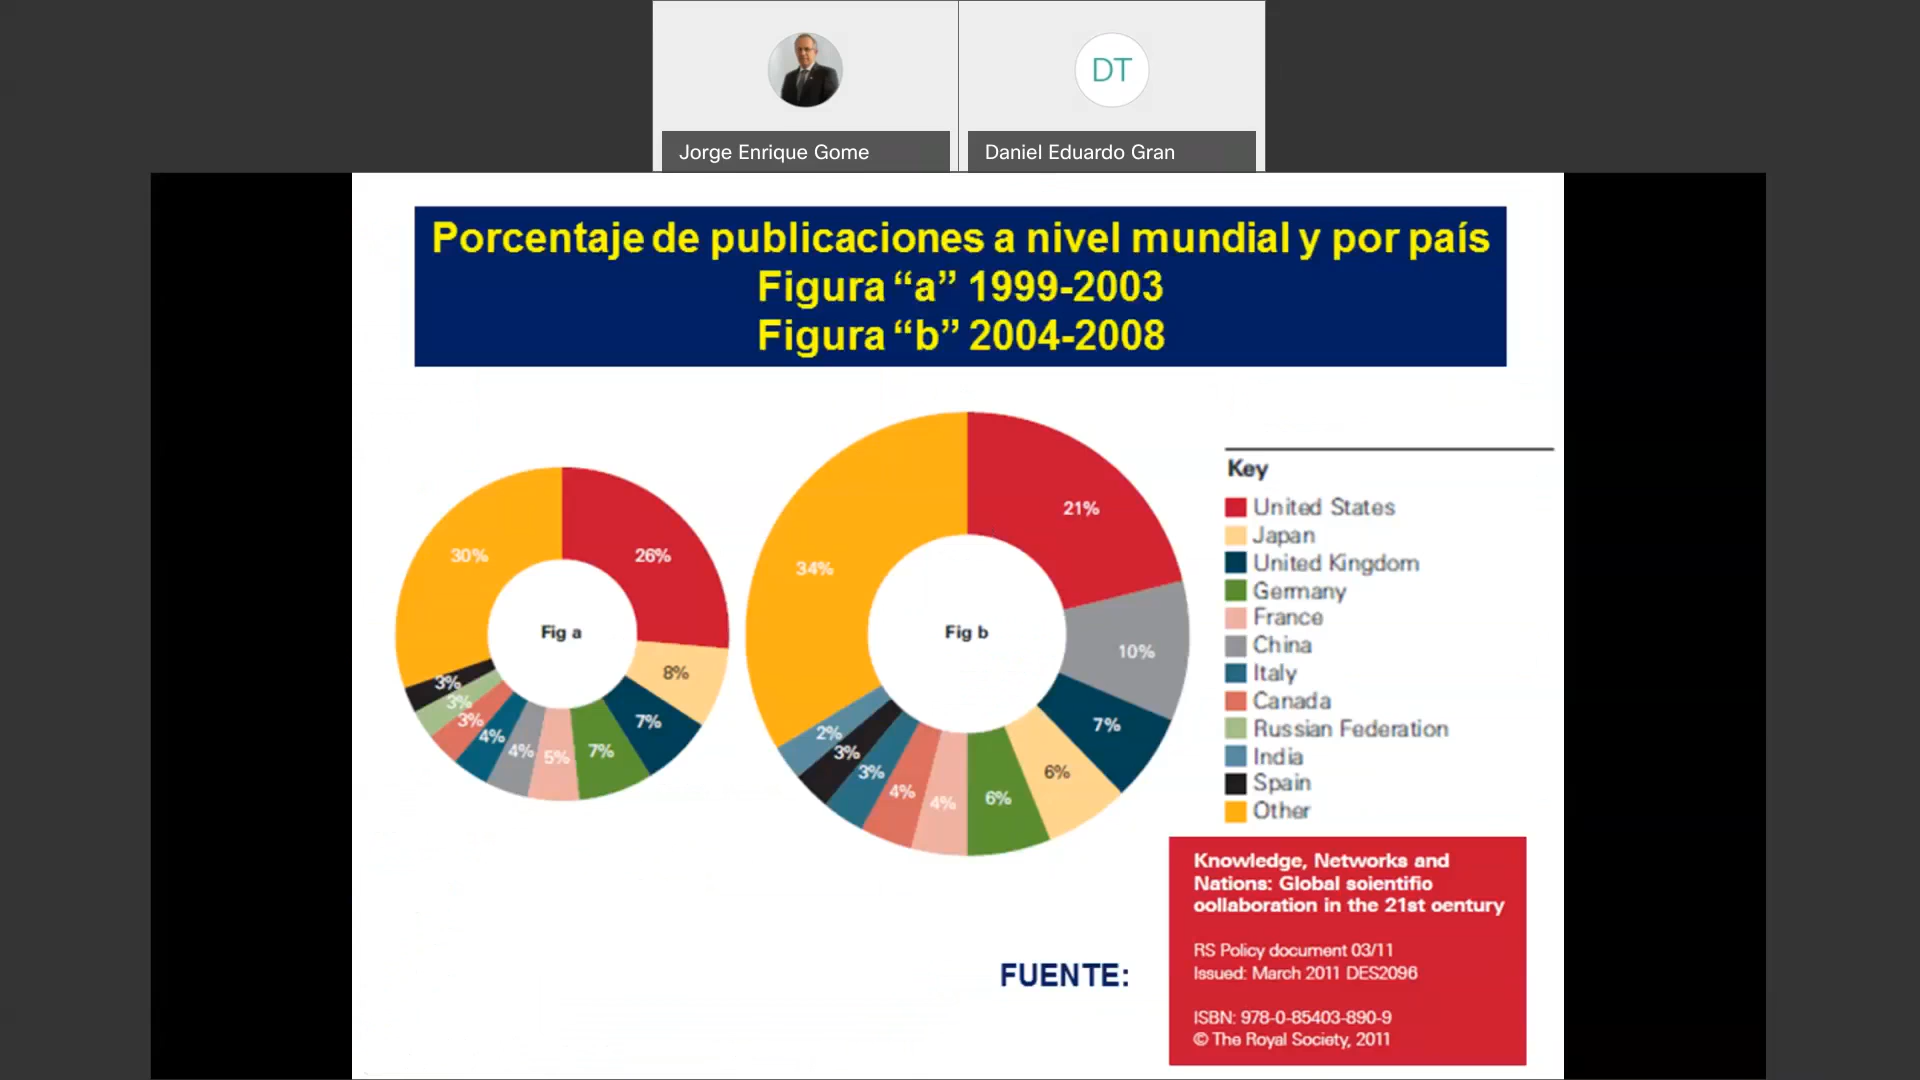 DT
Jorge Enrique Gome
Daniel Eduardo Gran
Porcentaje de publicaciones a nivel mundial y por país
Figura “a” 1999-2003
Figura “b” 2004-2008
30%
26%
Fig a
8%
7%
7%
5%
4%
4%
3%
3%
3%
34%
21%
Fig b
10%
7%
6%
6%
4%
4%
3%
3%
2%
Key
United States
Japan
United Kingdom
Germany
France
China
Italy
Canada
Russian Federation
India
Spain
Other
FUENTE:
Knowledge, Networks and
Nations: Global scientific
collaboration in the 21st century
RS Policy document 03/11
Issued: March 2011 DES2096
ISBN: 978-0-85403-890-9
© The Royal Society, 2011